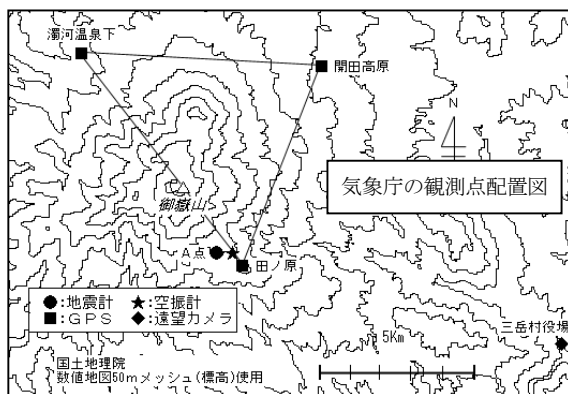 濁河温泉下
開田高原
N
気象庁の観測点配置図
御嶽山
A点
田ノ原
●:地震計 ★:空振計
■:GPS ◆:遠望カメラ
三岳村役場
5Km
国土地理院
数値地図50mメッシュ(標高)使用